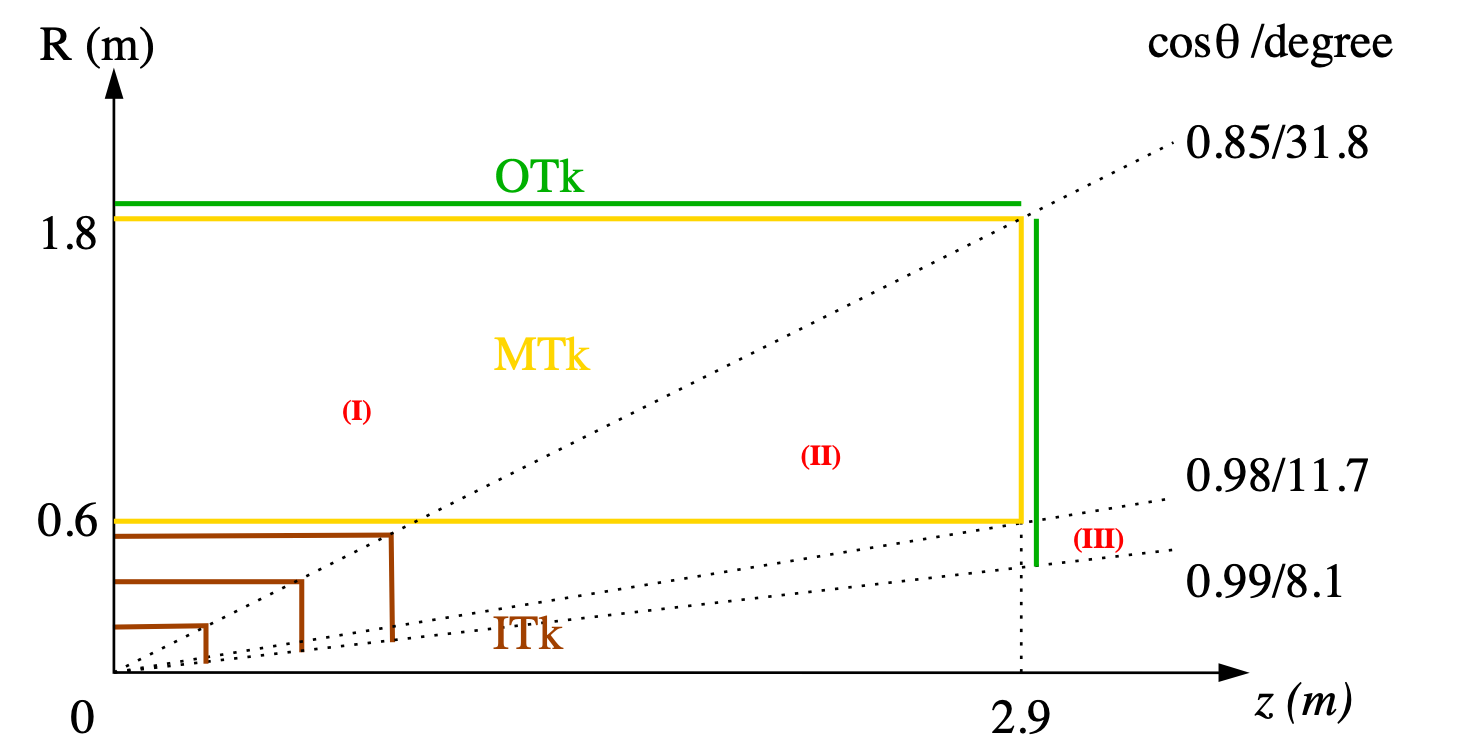 R (m)
cosθ /degree
0.85/31.8
OTk
1.8
MTk
(I)
(II)
0.98/11.7
0.6
(III)
0.99/8.1
ITk
0
2.9
z (m)